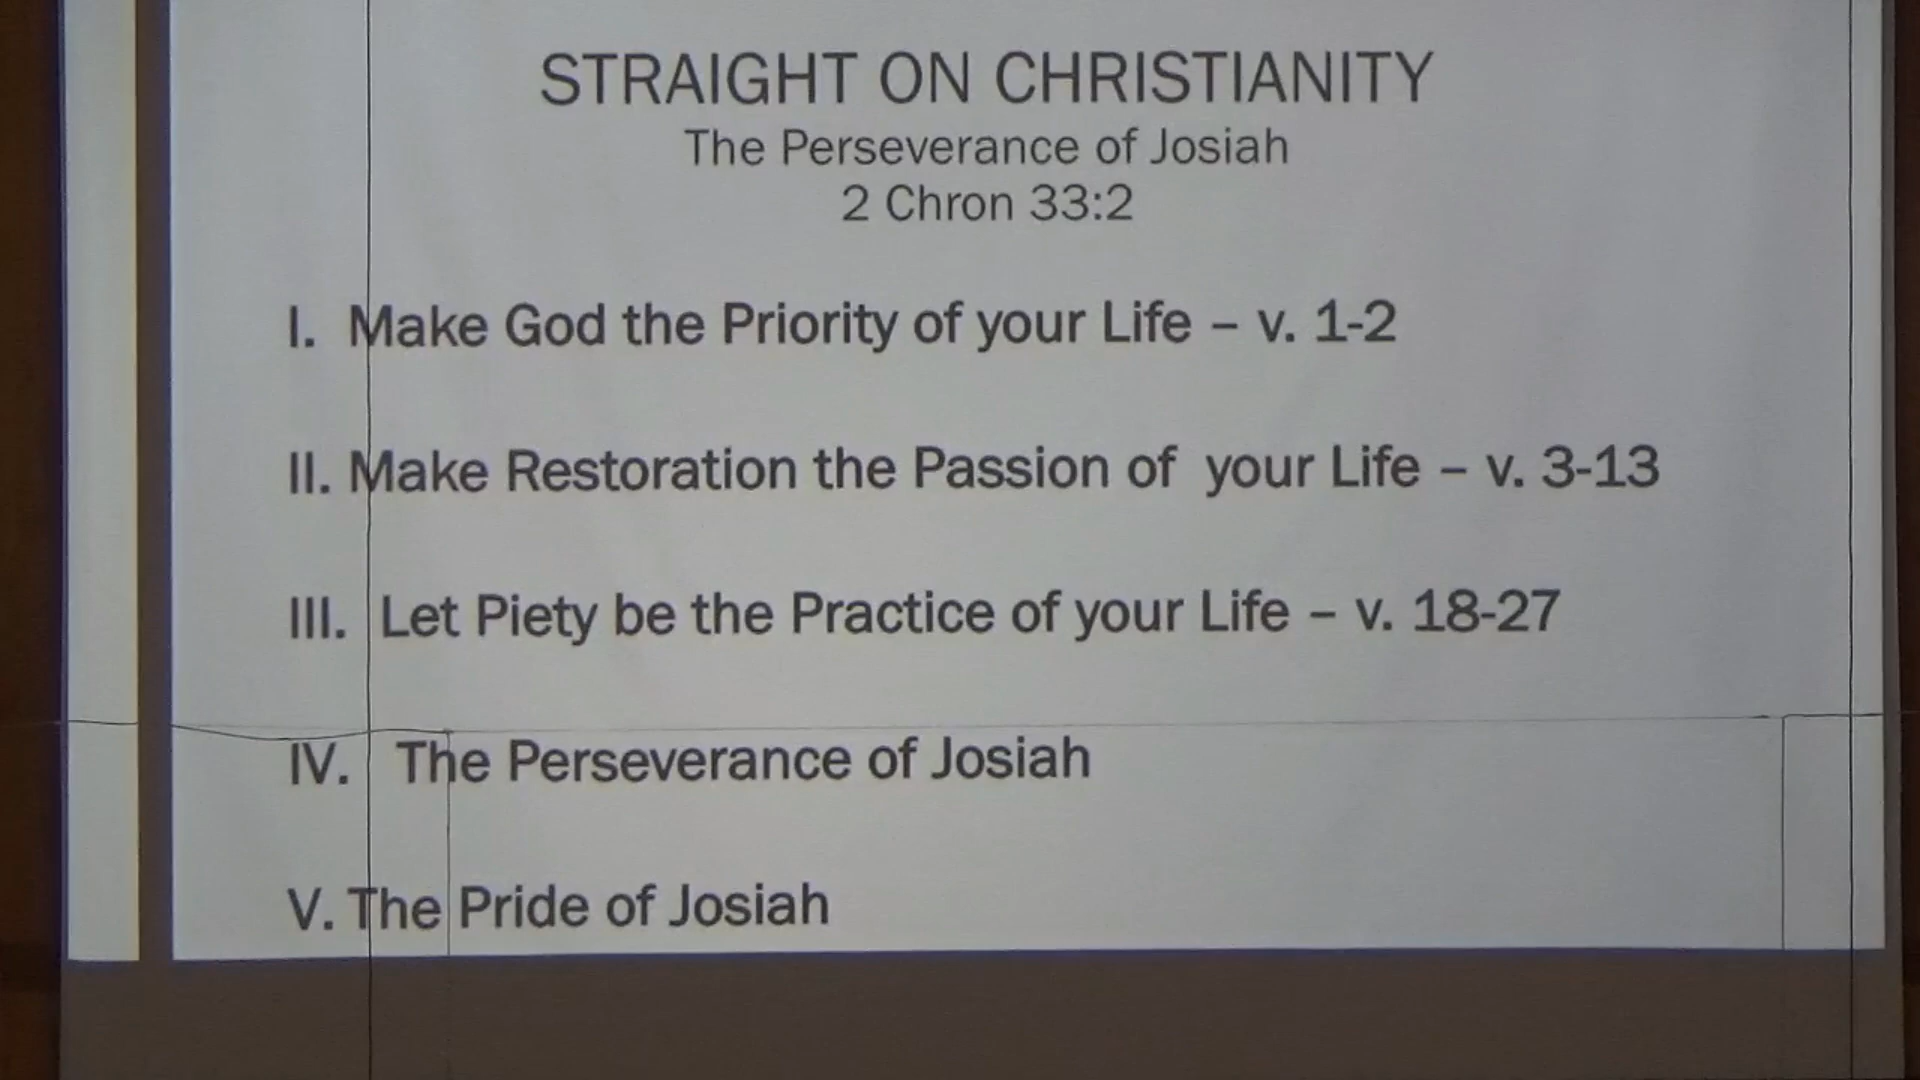 STRAIGHT ON CHRISTIANITY
The Perseverance of Josiah
2 Chron 33:2
I. Make God the Priority of your Life – v. 1-2
II. Make Restoration the Passion of your Life – v. 3-13
III. Let Piety be the Practice of your Life – v. 18-27
IV. The Perseverance of Josiah
V. The Pride of Josiah